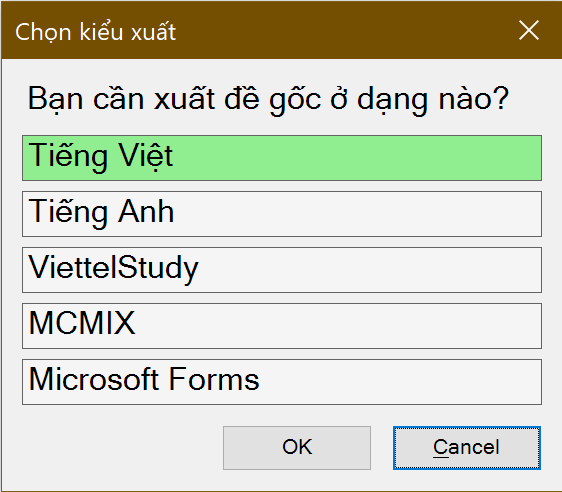 Chọn kiểu xuất
Bạn cần xuất đề gốc ở dạng nào?
Tiếng Việt
Tiếng Anh
ViettelStudy
MCMIX
Microsoft Forms
OK
Cancel